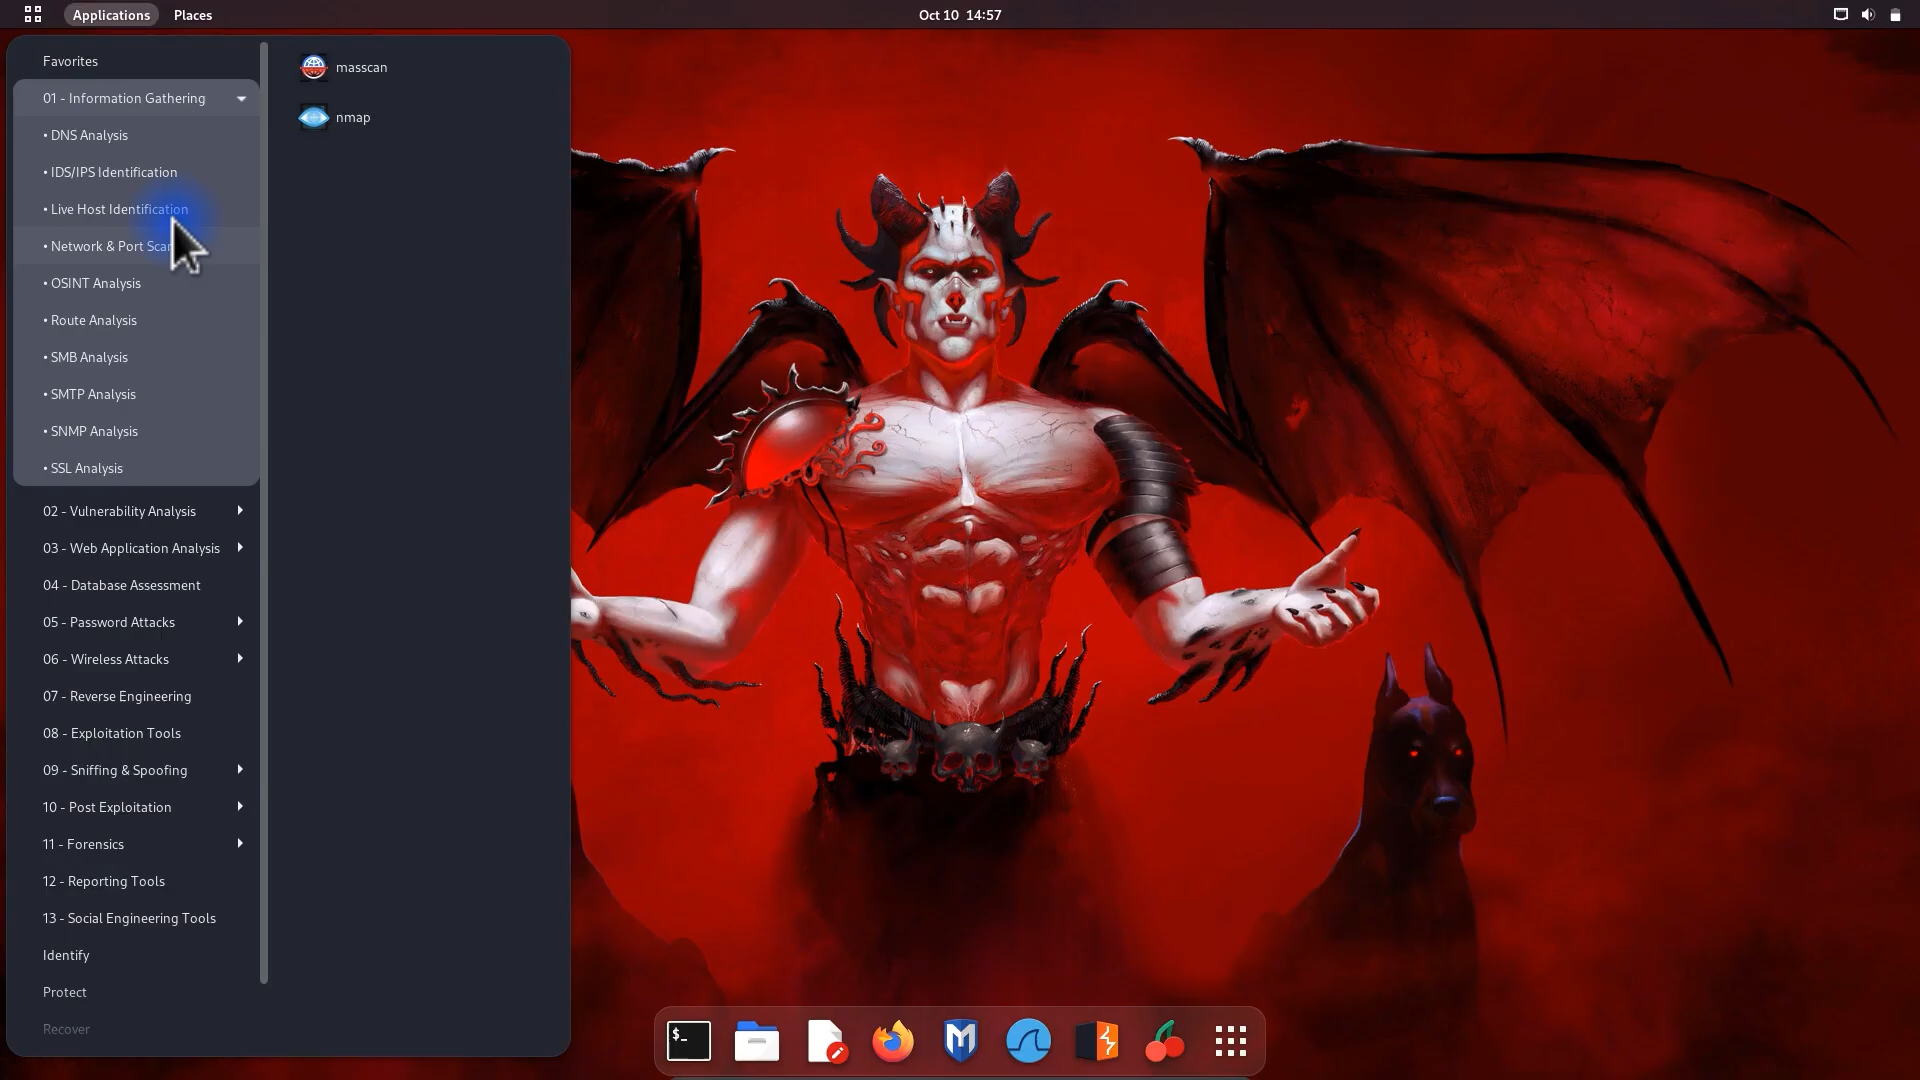 Applications
Places
Oct 10 14:57
Favorites
01 - Information Gathering
• DNS Analysis
• IDS/IPS Identification
• Live Host Identification
• Network & Port Scan
• OSINT Analysis
• Route Analysis
• SMB Analysis
• SMTP Analysis
• SNMP Analysis
• SSL Analysis
02 - Vulnerability Analysis
03 - Web Application Analysis
04 - Database Assessment
05 - Password Attacks
06 - Wireless Attacks
07 - Reverse Engineering
08 - Exploitation Tools
09 - Sniffing & Spoofing
10 - Post Exploitation
11 - Forensics
12 - Reporting Tools
13 - Social Engineering Tools
Identify
Protect
Recover
masscan
nmap
$_
M